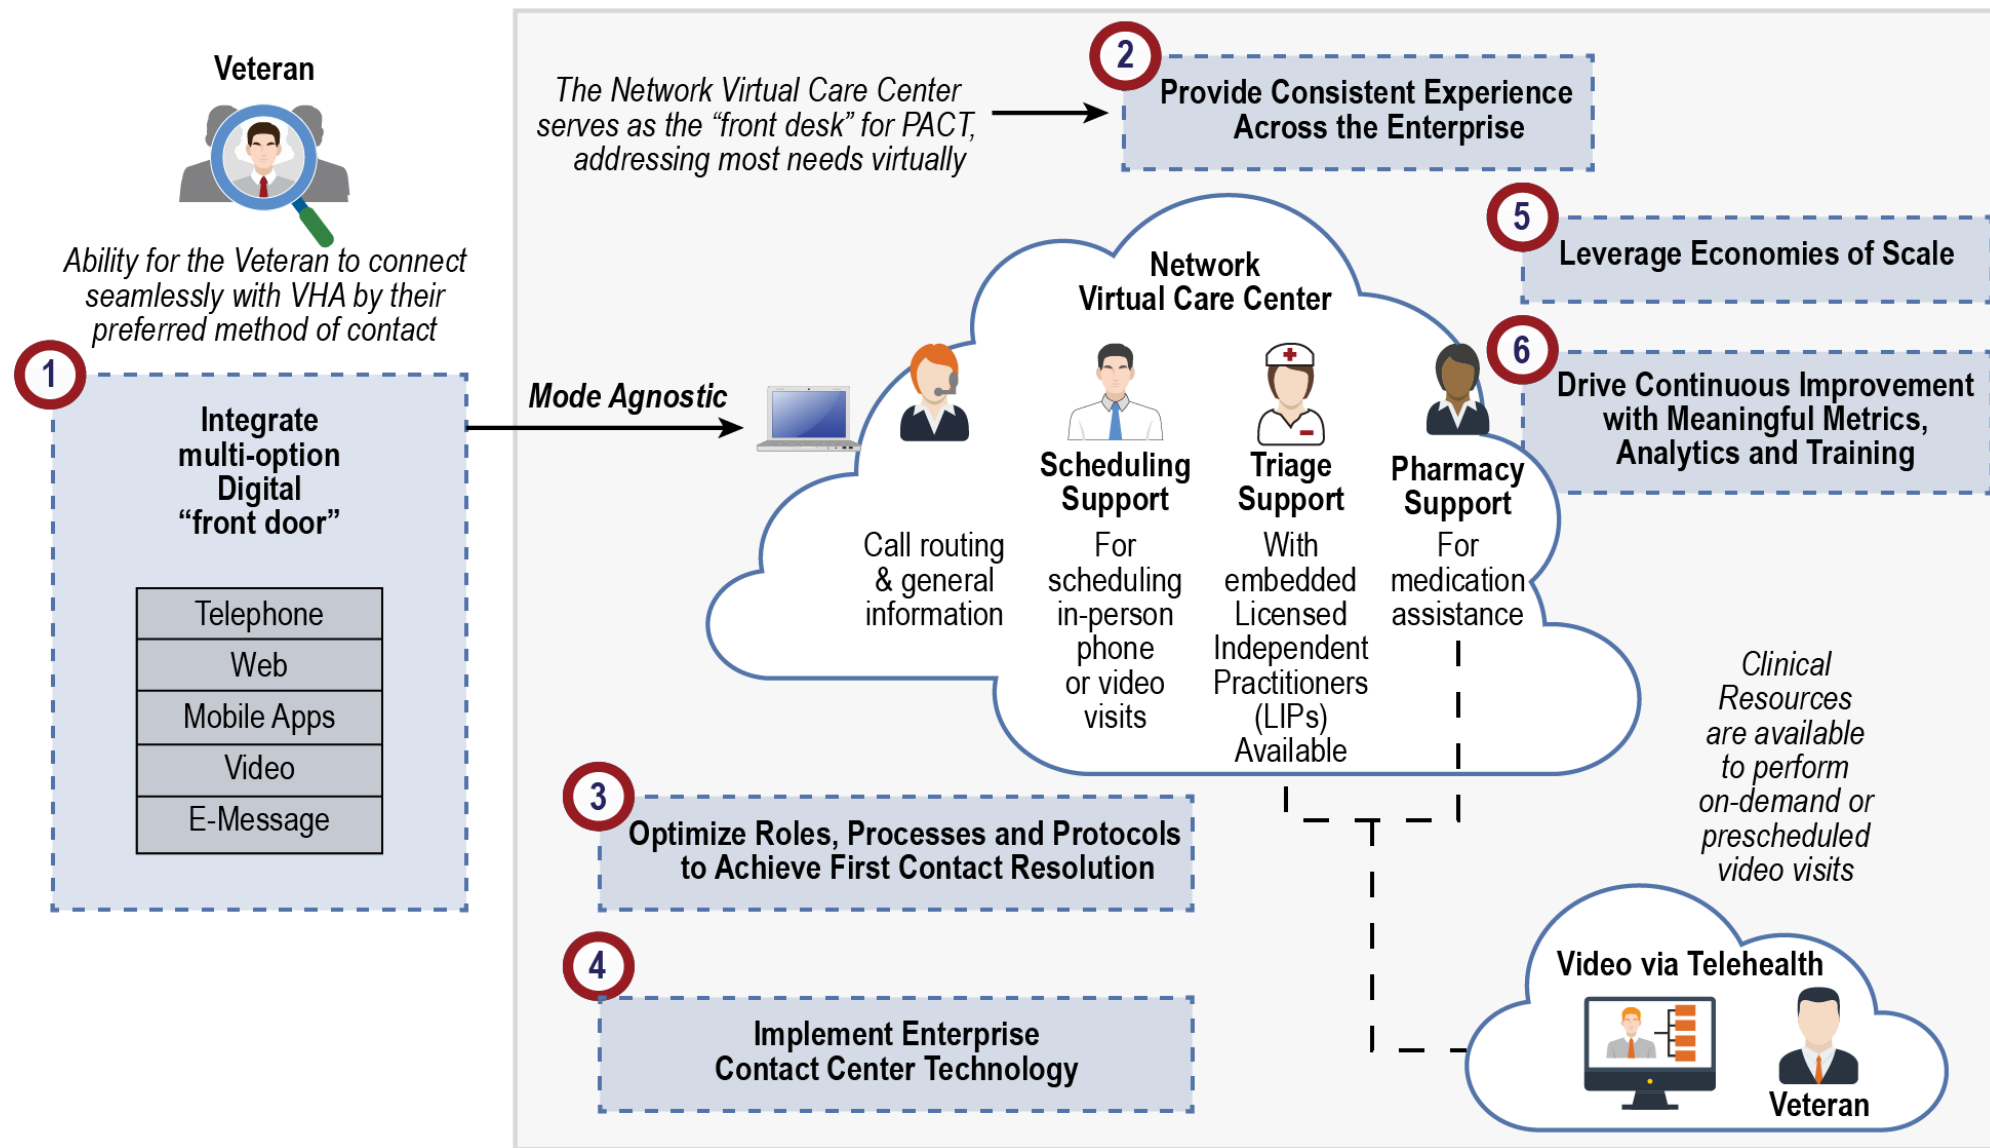 Veteran
Ability for the Veteran to connect
seamlessly with VHA by their
preferred method of contact
1
Integrate
multi-option
Digital
“front door”
Telephone
Web
Mobile Apps
Video
E-Message
Mode Agnostic
The Network Virtual Care Center
serves as the “front desk” for PACT,
addressing most needs virtually
2
Provide Consistent Experience
Across the Enterprise
Network
Virtual Care Center
Call routing
& general
information
Scheduling
Support
For
scheduling
in-person
phone
or video
visits
Triage
Support
With
embedded
Licensed
Independent
Practitioners
(LIPs)
Available
Pharmacy
Support
For
medication
assistance
5
Leverage Economies of Scale
6
Drive Continuous Improvement
with Meaningful Metrics,
Analytics and Training
3
Optimize Roles, Processes and Protocols
to Achieve First Contact Resolution
4
Implement Enterprise
Contact Center Technology
Clinical
Resources
are available
to perform
on-demand or
prescheduled
video visits
Video via Telehealth
Veteran